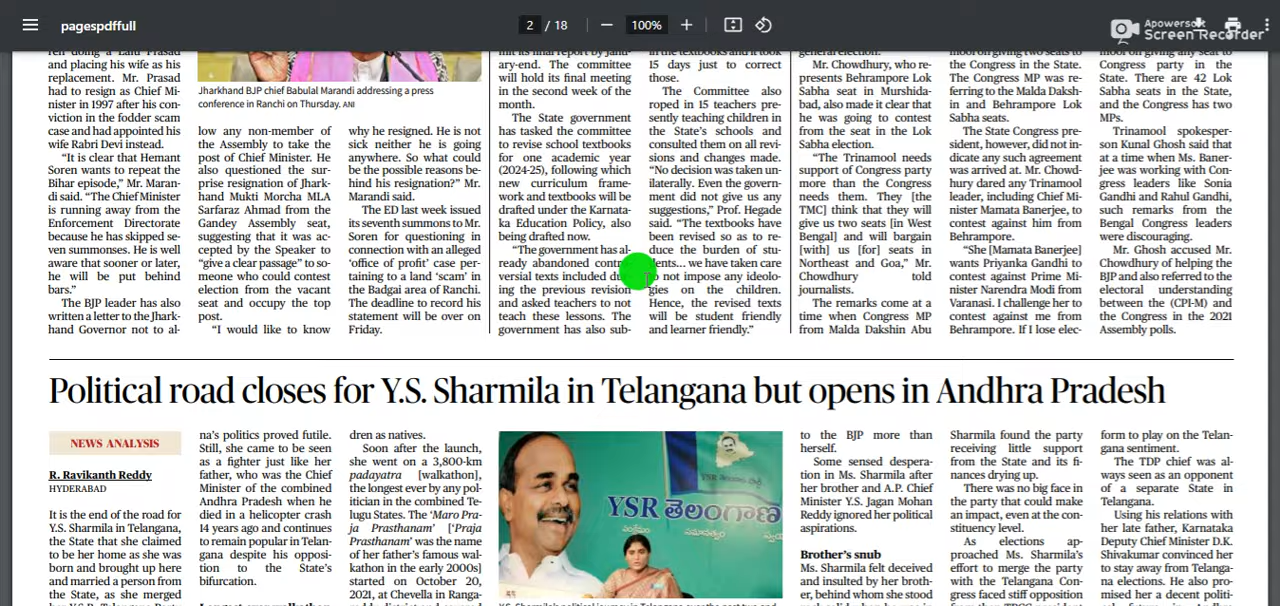 pagespdffull
2 / 18
100%
Apowersoft
Screen Recorder
ren doing a Lalu Prasad
and placing his wife as his
replacement. Mr. Prasad
had to resign as Chief Mi-
nister in 1997 after his con-
viction in the fodder scam
case and had appointed his
wife Rabri Devi instead.
“It is clear that Hemant
Soren wants to repeat the
Bihar episode,” Mr. Maran-
di said. “The Chief Minister
is running away from the
Enforcement Directorate
because he has skipped se-
ven summonses. He is well
aware that sooner or later,
he will be put behind
bars.”
The BJP leader has also
written a letter to the Jhark-
hand Governor not to al-
Jharkhand BJP chief Babulal Marandi addressing a press
conference in Ranchi on Thursday. ANI
low any non-member of
the Assembly to take the
post of Chief Minister. He
also questioned the sur-
prise resignation of Jhark-
hand Mukti Morcha MLA
Sarfaraz Ahmad from the
Gandey Assembly seat,
suggesting that it was ac-
cepted by the Speaker to
“give a clear passage” to so-
meone who could contest
election from the vacant
seat and occupy the top
post.
“I would like to know
why he resigned. He is not
sick neither he is going
anywhere. So what could
be the possible reasons be-
hind his resignation?” Mr.
Marandi said.
The ED last week issued
its seventh summons to Mr.
Soren for questioning in
connection with an alleged
‘office of profit’ case per-
taining to a land ‘scam’ in
the Badgai area of Ranchi.
The deadline to record his
statement will be over on
Friday.
mit its final report by Janu-
ary-end. The committee
will hold its final meeting
in the second week of the
month.
The State government
has tasked the committee
to revise school textbooks
for one academic year
(2024-25), following which
new curriculum frame-
work and textbooks will be
drafted under the Karnata-
ka Education Policy, also
being drafted now.
“The government has al-
ready abandoned contro-
versial texts included dur-
ing the previous revision
and asked teachers to not
teach these lessons. The
government has also sub-
in the textbooks and it took
15 days just to correct
those.
The Committee also
roped in 15 teachers pre-
sently teaching children in
the State’s schools and
consulted them on all revi-
sions and changes made.
“No decision was taken un-
ilaterally. Even the govern-
ment did not give us any
suggestions,” Prof. Hegade
said. “The textbooks have
been revised so as to re-
duce the burden of stu-
dents... we have taken care
to not impose any ideolo-
gies on the children.
Hence, the revised texts
will be student friendly
and learner friendly.”
general election.
Mr. Chowdhury, who re-
presents Behrampore Lok
Sabha seat in Murshida-
bad, also made it clear that
he was going to contest
from the seat in the Lok
Sabha election.
“The Trinamool needs
support of Congress party
more than the Congress
needs them. They [the
TMC] think that they will
give us two seats [in West
Bengal] and will bargain
[with] us [for] seats in
Northeast and Goa,” Mr.
Chowdhury told
journalists.
The remarks come at a
time when Congress MP
from Malda Dakshin Abu
mool on giving two seats to
the Congress in the State.
The Congress MP was re-
ferring to the Malda Daksh-
in and Behrampore Lok
Sabha seats.
The State Congress pre-
sident, however, did not in-
dicate any such agreement
was arrived at. Mr. Chowd-
hury dared any Trinamool
leader, including Chief Mi-
nister Mamata Banerjee, to
contest against him from
Behrampore.
“She [Mamata Banerjee]
wants Priyanka Gandhi to
contest against Prime Mi-
nister Narendra Modi from
Varanasi. I challenge her to
contest against me from
Behrampore. If I lose elec-
mool on giving any seat to
Congress party in the
State. There are 42 Lok
Sabha seats in the State,
and the Congress has two
MPs.
Trinamool spokesper-
son Kunal Ghosh said that
at a time when Ms. Baner-
jee was working with Con-
gress leaders like Sonia
Gandhi and Rahul Gandhi,
such remarks from the
Bengal Congress leaders
were discouraging.
Mr. Ghosh accused Mr.
Chowdhury of helping the
BJP and also referred to the
electoral understanding
between the (CPI-M) and
the Congress in the 2021
Assembly polls.
Political road closes for Y.S. Sharmila in Telangana but opens in Andhra Pradesh
NEWS ANALYSIS
R. Ravikanth Reddy
HYDERABAD
It is the end of the road for
Y.S. Sharmila in Telangana,
the State that she claimed
to be her home as she was
born and brought up here
and married a person from
the State, as she merged
na’s politics proved futile.
Still, she came to be seen
as a fighter just like her
father, who was the Chief
Minister of the combined
Andhra Pradesh when he
died in a helicopter crash
14 years ago and continues
to remain popular in Telan-
gana despite his opposi-
tion to the State’s
bifurcation.
dren as natives.
Soon after the launch,
she went on a 3,800-km
padayatra [walkathon],
the longest ever by any pol-
itician in the combined Te-
lugu States. The ‘Maro Pra-
ja Prasthanam’ [‘Praja
Prasthanam’ was the name
of her father’s famous wal-
kathon in the early 2000s]
started on October 20,
2021, at Chevella in Ranga-
YSR తెలంగాణ
to the BJP more than
herself.
Some sensed despera-
tion in Ms. Sharmila after
her brother and A.P. Chief
Minister Y.S. Jagan Mohan
Reddy ignored her political
aspirations.
Brother’s snub
Ms. Sharmila felt deceived
and insulted by her broth-
er, behind whom she stood
Sharmila found the party
receiving little support
from the State and its fi-
nances drying up.
There was no big face in
the party that could make
an impact, even at the con-
stituency level.
As elections ap-
proached Ms. Sharmila’s
effort to merge the party
with the Telangana Con-
gress faced stiff opposition
form to play on the Telan-
gana sentiment.
The TDP chief was al-
ways seen as an opponent
of a separate State in
Telangana.
Using his relations with
her late father, Karnataka
Deputy Chief Minister D.K.
Shivakumar convinced her
to stay away from Telanga-
na elections. He also pro-
mised her a decent politi-